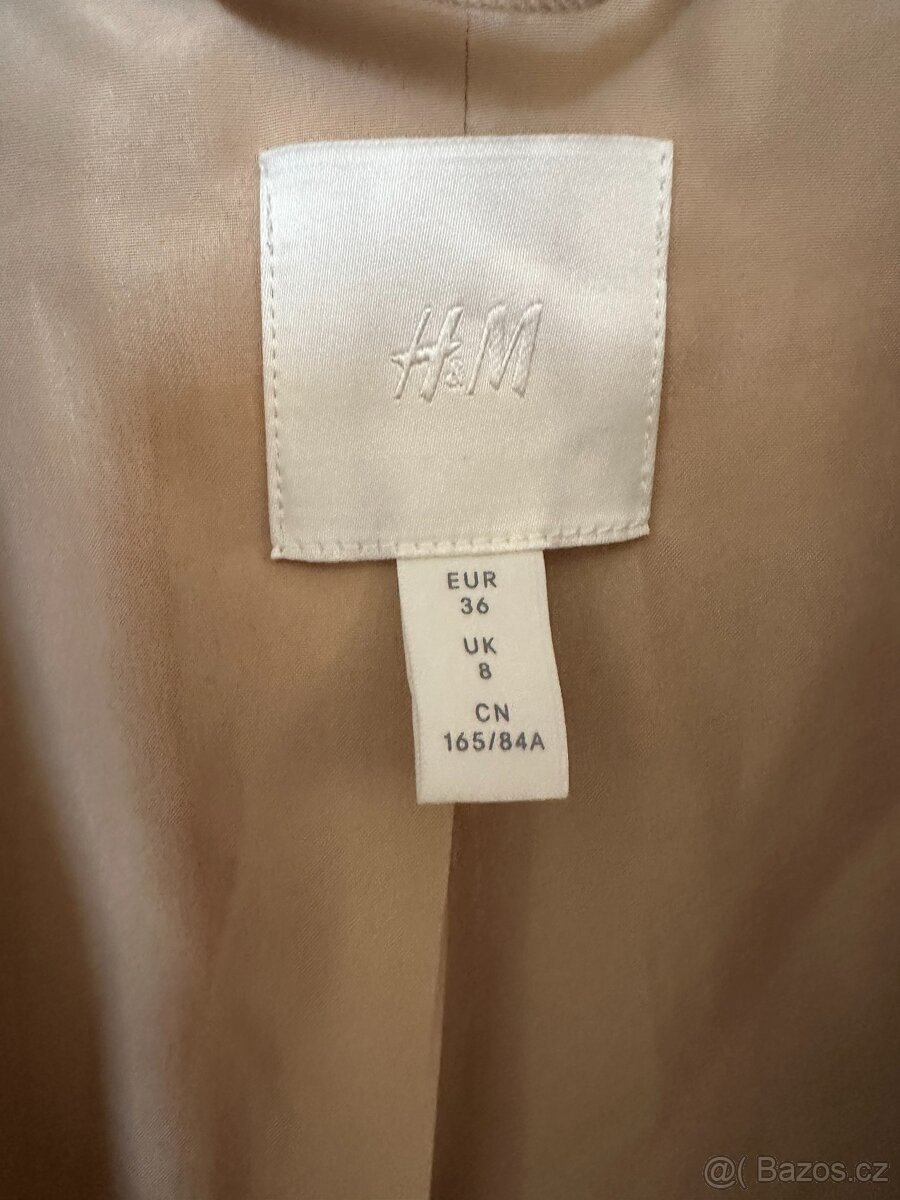 H&M
EUR
36
UK
8
CN
165/84A
@( Bazos.cz